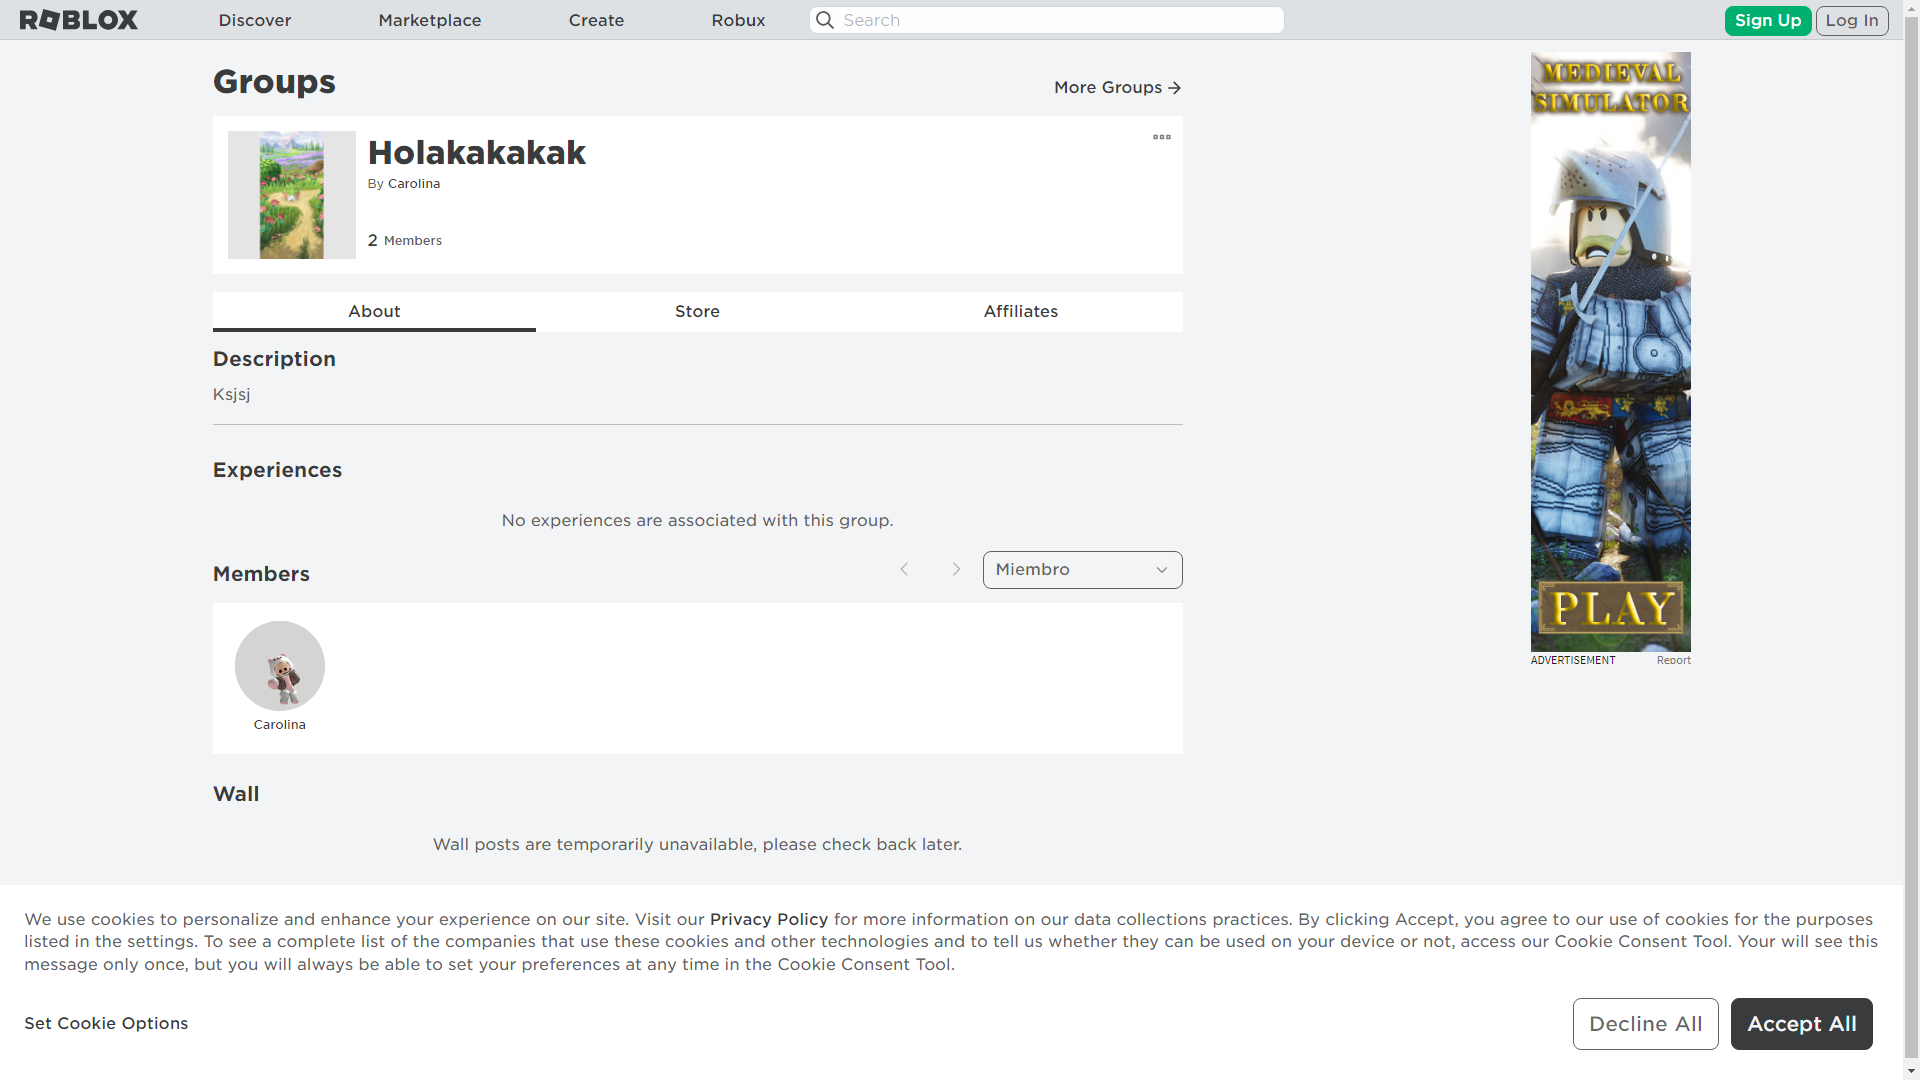 ROBLOX Discover Marketplace Create Robux Search Sign Up Log In
Groups
More Groups
Holakakakak
By Carolina
2 Members
About Store Affiliates
Description
Ksjsj
Experiences
No experiences are associated with this group.
Members
Miembro
Carolina
Wall
Wall posts are temporarily unavailable, please check back later.
MEDIEVAL
SIMULATOR
PLAY
ADVERTISEMENT Report
We use cookies to personalize and enhance your experience on our site. Visit our Privacy Policy for more information on our data collections practices. By clicking Accept, you agree to our use of cookies for the purposes
listed in the settings. To see a complete list of the companies that use these cookies and other technologies and to tell us whether they can be used on your device or not, access our Cookie Consent Tool. Your will see this
message only once, but you will always be able to set your preferences at any time in the Cookie Consent Tool.
Set Cookie Options
Decline All
Accept All